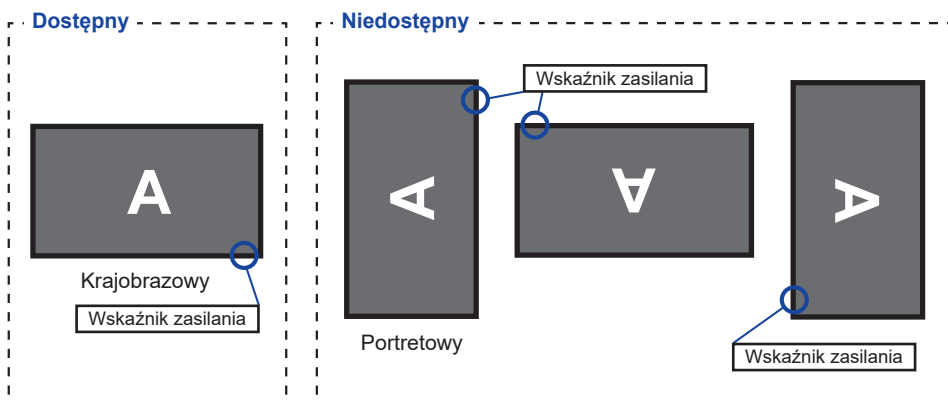 Dostępny
Niedostępny
A
Krajobrazowy
Wskaźnik zasilania
Wskaźnik zasilania
A
A
A
Portretowy
Wskaźnik zasilania